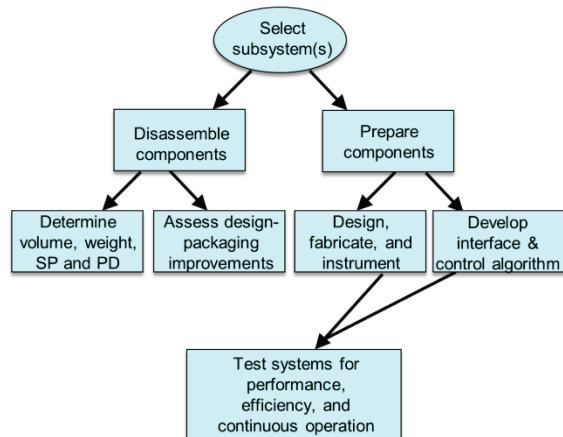 Select
subsystem(s)
Disassemble
components
Prepare
components
Determine
volume, weight,
SP and PD
Assess design-
packaging
improvements
Design,
fabricate, and
instrument
Develop
interface &
control algorithm
Test systems for
performance,
efficiency, and
continuous operation